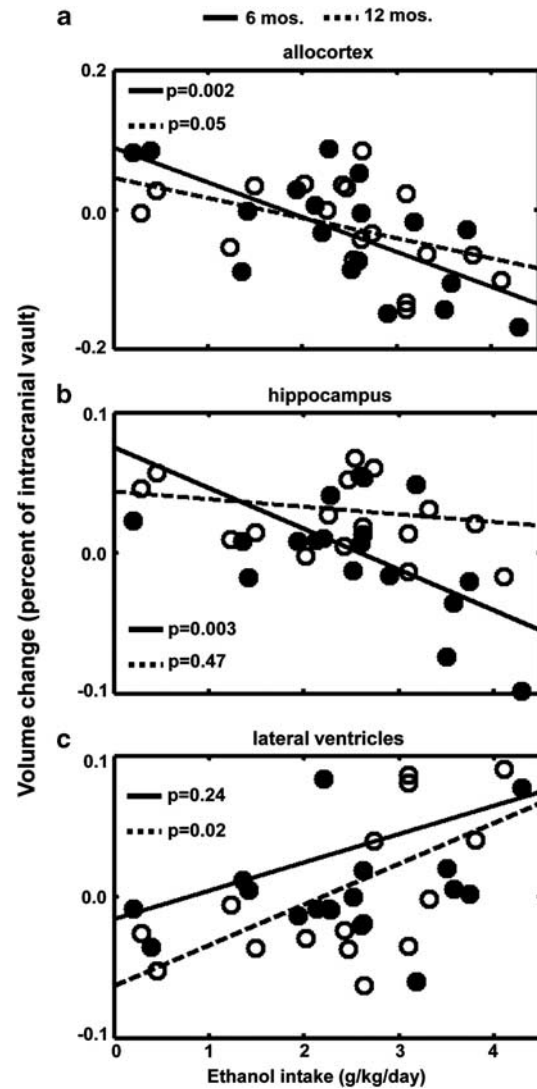 a
6 mos. 12 mos.
allocortex
0.2
p=0.002
p=0.05
0.0
-0.2
b
hippocampus
0.1
0.0
p=0.003
p=0.47
-0.1
c
lateral ventricles
0.1
p=0.24
p=0.02
0.0
-0.1
0 1 2 3 4
Ethanol intake (g/kg/day)
Volume change (percent of intracranial vault)